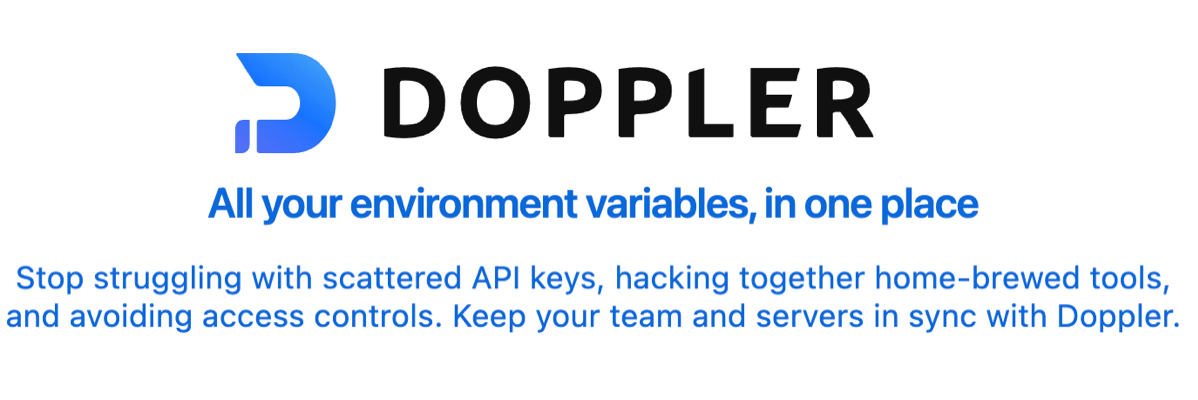 DOPPLER
All your environment variables, in one place
Stop struggling with scattered API keys, hacking together home-brewed tools,
and avoiding access controls. Keep your team and servers in sync with Doppler.